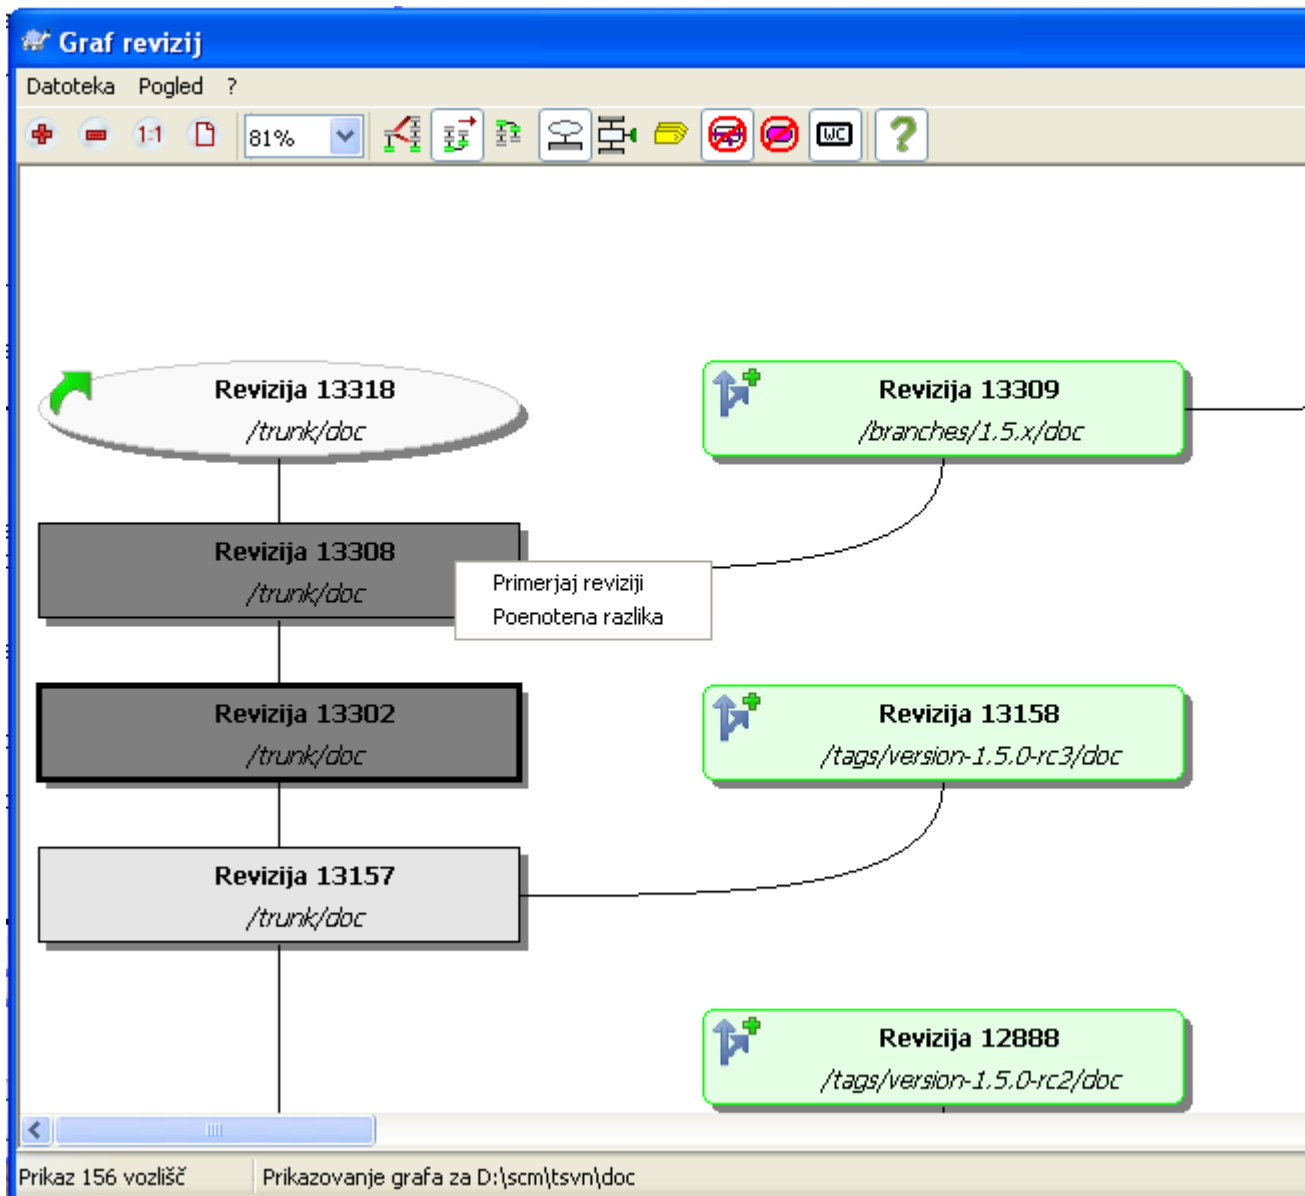 Graf revizij
Datoteka Pogled ?
1:1 81% WC ?
Revizija 13318
/trunk/doc
Revizija 13309
/branches/1.5.x/doc
Revizija 13308
/trunk/doc
Primerjaj reviziji
Poenotena razlika
Revizija 13302
/trunk/doc
Revizija 13158
/tags/version-1.5.0-rc3/doc
Revizija 13157
/trunk/doc
Revizija 12888
/tags/version-1.5.0-rc2/doc
Prikaz 156 vozlišč Prikazovanje grafa za D:\scm\tsvn\doc